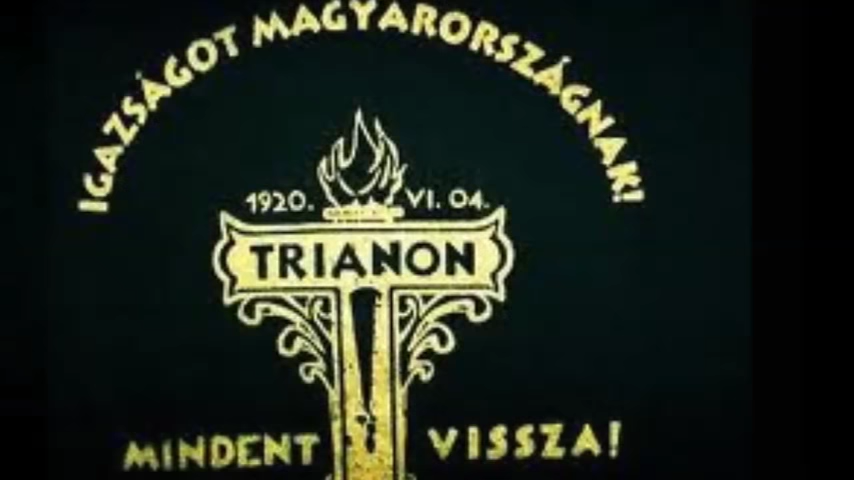 IGAZSÁGOT MAGYARORSZÁGNAK!
1920. VI. 04.
TRIANON
MINDENT VISSZA!